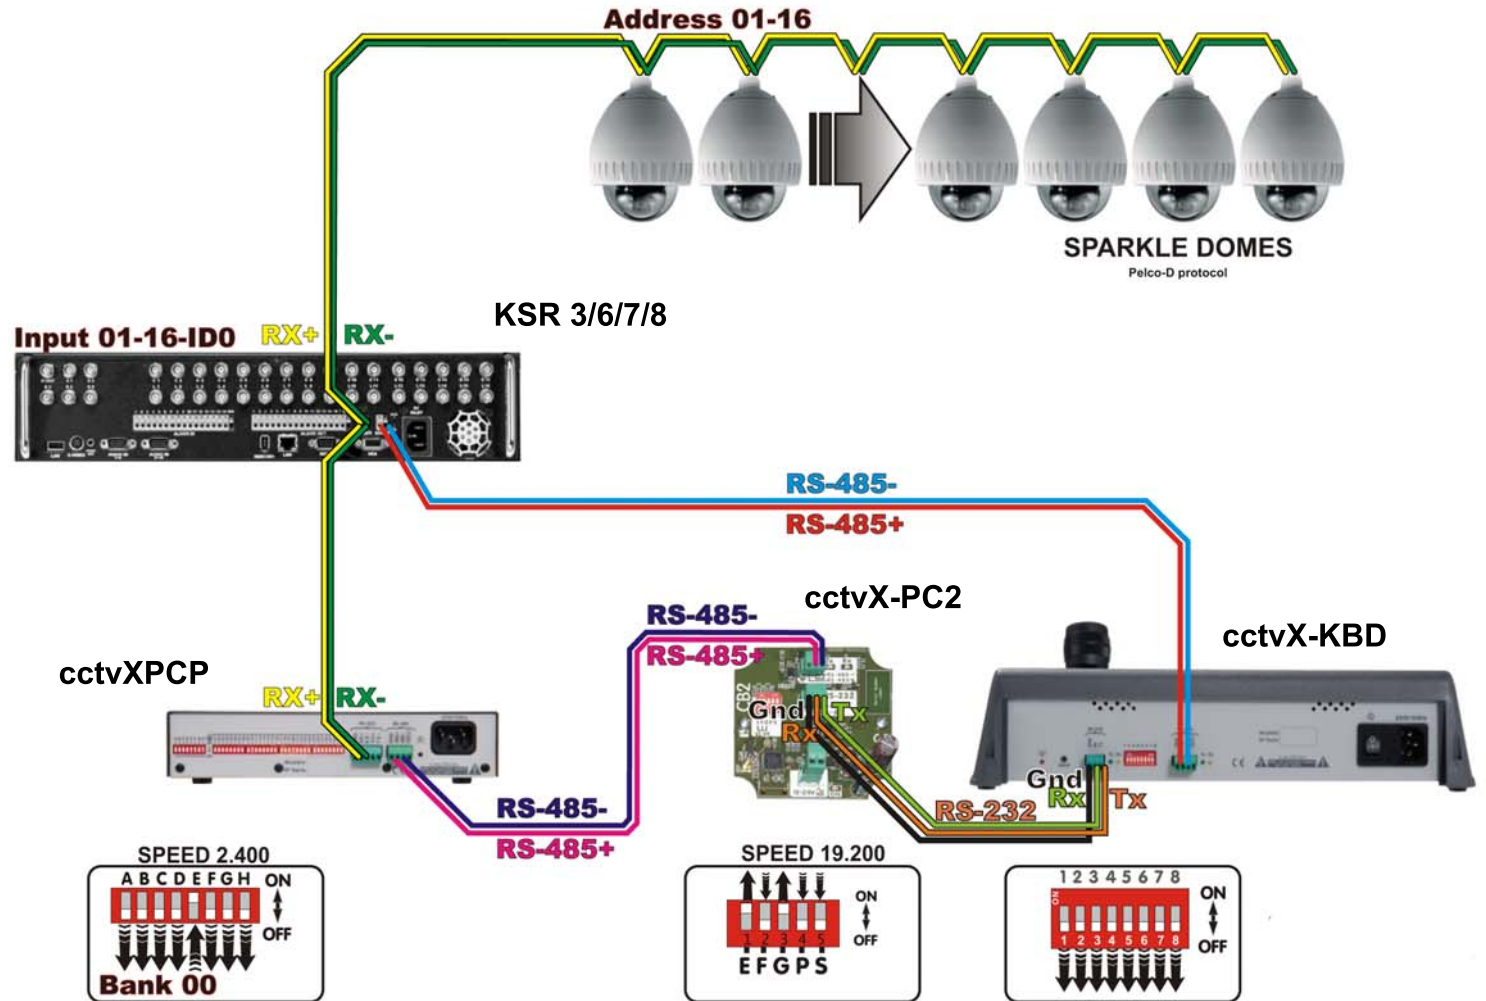 Address 01-16
SPARKLE DOMES
Pelco-D protocol
KSR 3/6/7/8
Input 01-16-ID0
RX+
RX-
RS-485-
RS-485+
cctvX-PC2
RS-485-
RS-485+
cctvX-KBD
cctvXPCP
RX+
RX-
CB2
Gnd
Tx
Rx
Gnd
Rx
Tx
RS-232
RS-485-
RS-485+
SPEED 2.400
A B C D E F G H
ON
OFF
Bank 00
SPEED 19.200
ON
OFF
1 2 3 4 5
E F G P S
1 2 3 4 5 6 7 8
ON
ON
OFF
1 2 3 4 5 6 7 8